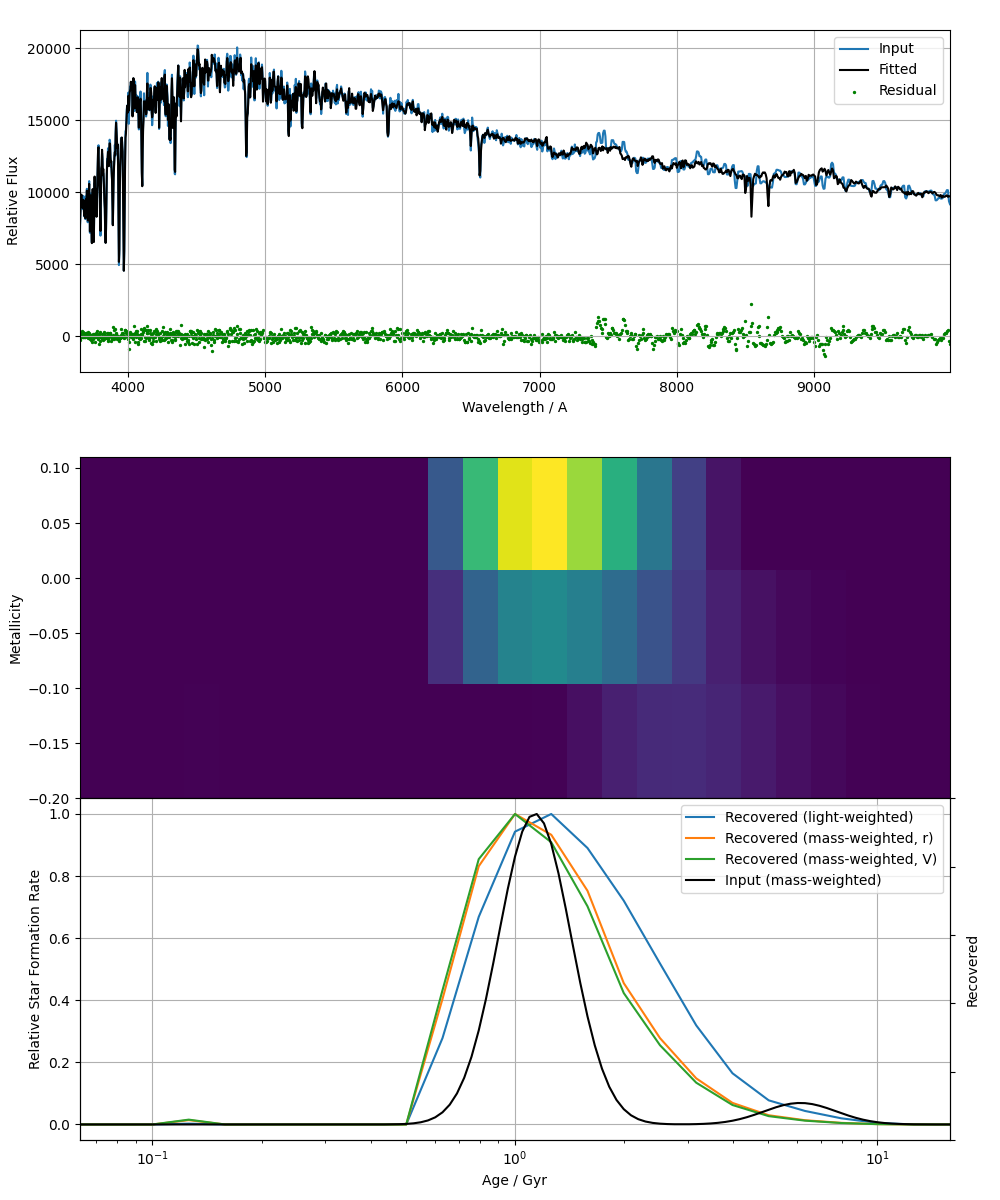 20000
15000
10000
5000
0
Relative Flux
Input
Fitted
Residual
4000 5000 6000 7000 8000 9000
Wavelength / A
0.10
0.05
0.00
−0.05
−0.10
−0.15
−0.20
Metallicity
1.0
0.8
0.6
0.4
0.2
0.0
Relative Star Formation Rate
Recovered (light-weighted)
Recovered (mass-weighted, r)
Recovered (mass-weighted, V)
Input (mass-weighted)
Recovered
10⁻¹ 10⁰ 10¹
Age / Gyr